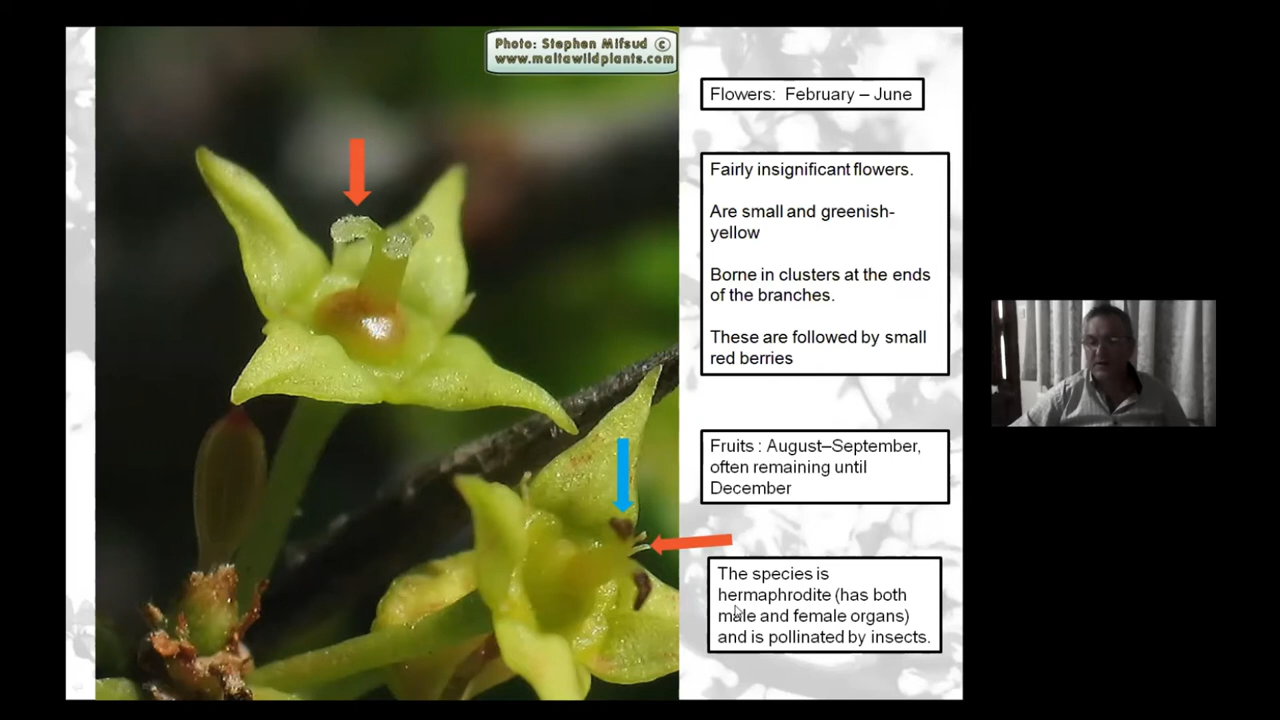 Photo: Stephen Mifsud ©
www.maltawildplants.com
Flowers: February – June
Fairly insignificant flowers.
Are small and greenish-
yellow
Borne in clusters at the ends
of the branches.
These are followed by small
red berries
Fruits : August–September,
often remaining until
December
The species is
hermaphrodite (has both
male and female organs)
and is pollinated by insects.